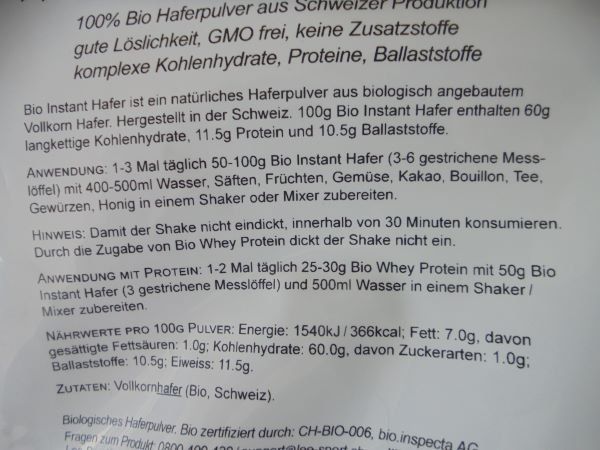 100% Bio Haferpulver aus Schweizer Produktion
gute Löslichkeit, GMO frei, keine Zusatzstoffe
komplexe Kohlenhydrate, Proteine, Ballaststoffe
Bio Instant Hafer ist ein natürliches Haferpulver aus biologisch angebautem
Vollkorn Hafer. Hergestellt in der Schweiz. 100g Bio Instant Hafer enthalten 60g
langkettige Kohlenhydrate, 11.5g Protein und 10.5g Ballaststoffe.
ANWENDUNG: 1-3 Mal täglich 50-100g Bio Instant Hafer (3-6 gestrichene Mess-
löffel) mit 400-500ml Wasser, Säften, Früchten, Gemüse, Kakao, Bouillon, Tee,
Gewürzen, Honig in einem Shaker oder Mixer zubereiten.
HINWEIS: Damit der Shake nicht eindickt, innerhalb von 30 Minuten konsumieren.
Durch die Zugabe von Bio Whey Protein dickt der Shake nicht ein.
ANWENDUNG MIT PROTEIN: 1-2 Mal täglich 25-30g Bio Whey Protein mit 50g Bio
Instant Hafer (3 gestrichene Messlöffel) und 500ml Wasser in einem Shaker /
Mixer zubereiten.
NÄHRWERTE PRO 100G PULVER: Energie: 1540kJ / 366kcal; Fett: 7.0g, davon
gesättigte Fettsäuren: 1.0g; Kohlenhydrate: 60.0g, davon Zuckerarten: 1.0g;
Ballaststoffe: 10.5g; Eiweiss: 11.5g.
ZUTATEN: Vollkornhafer (Bio, Schweiz).
Biologisches Haferpulver. Bio zertifiziert durch: CH-BIO-006, bio.inspecta AG
Fragen zum Produkt: 0800 400